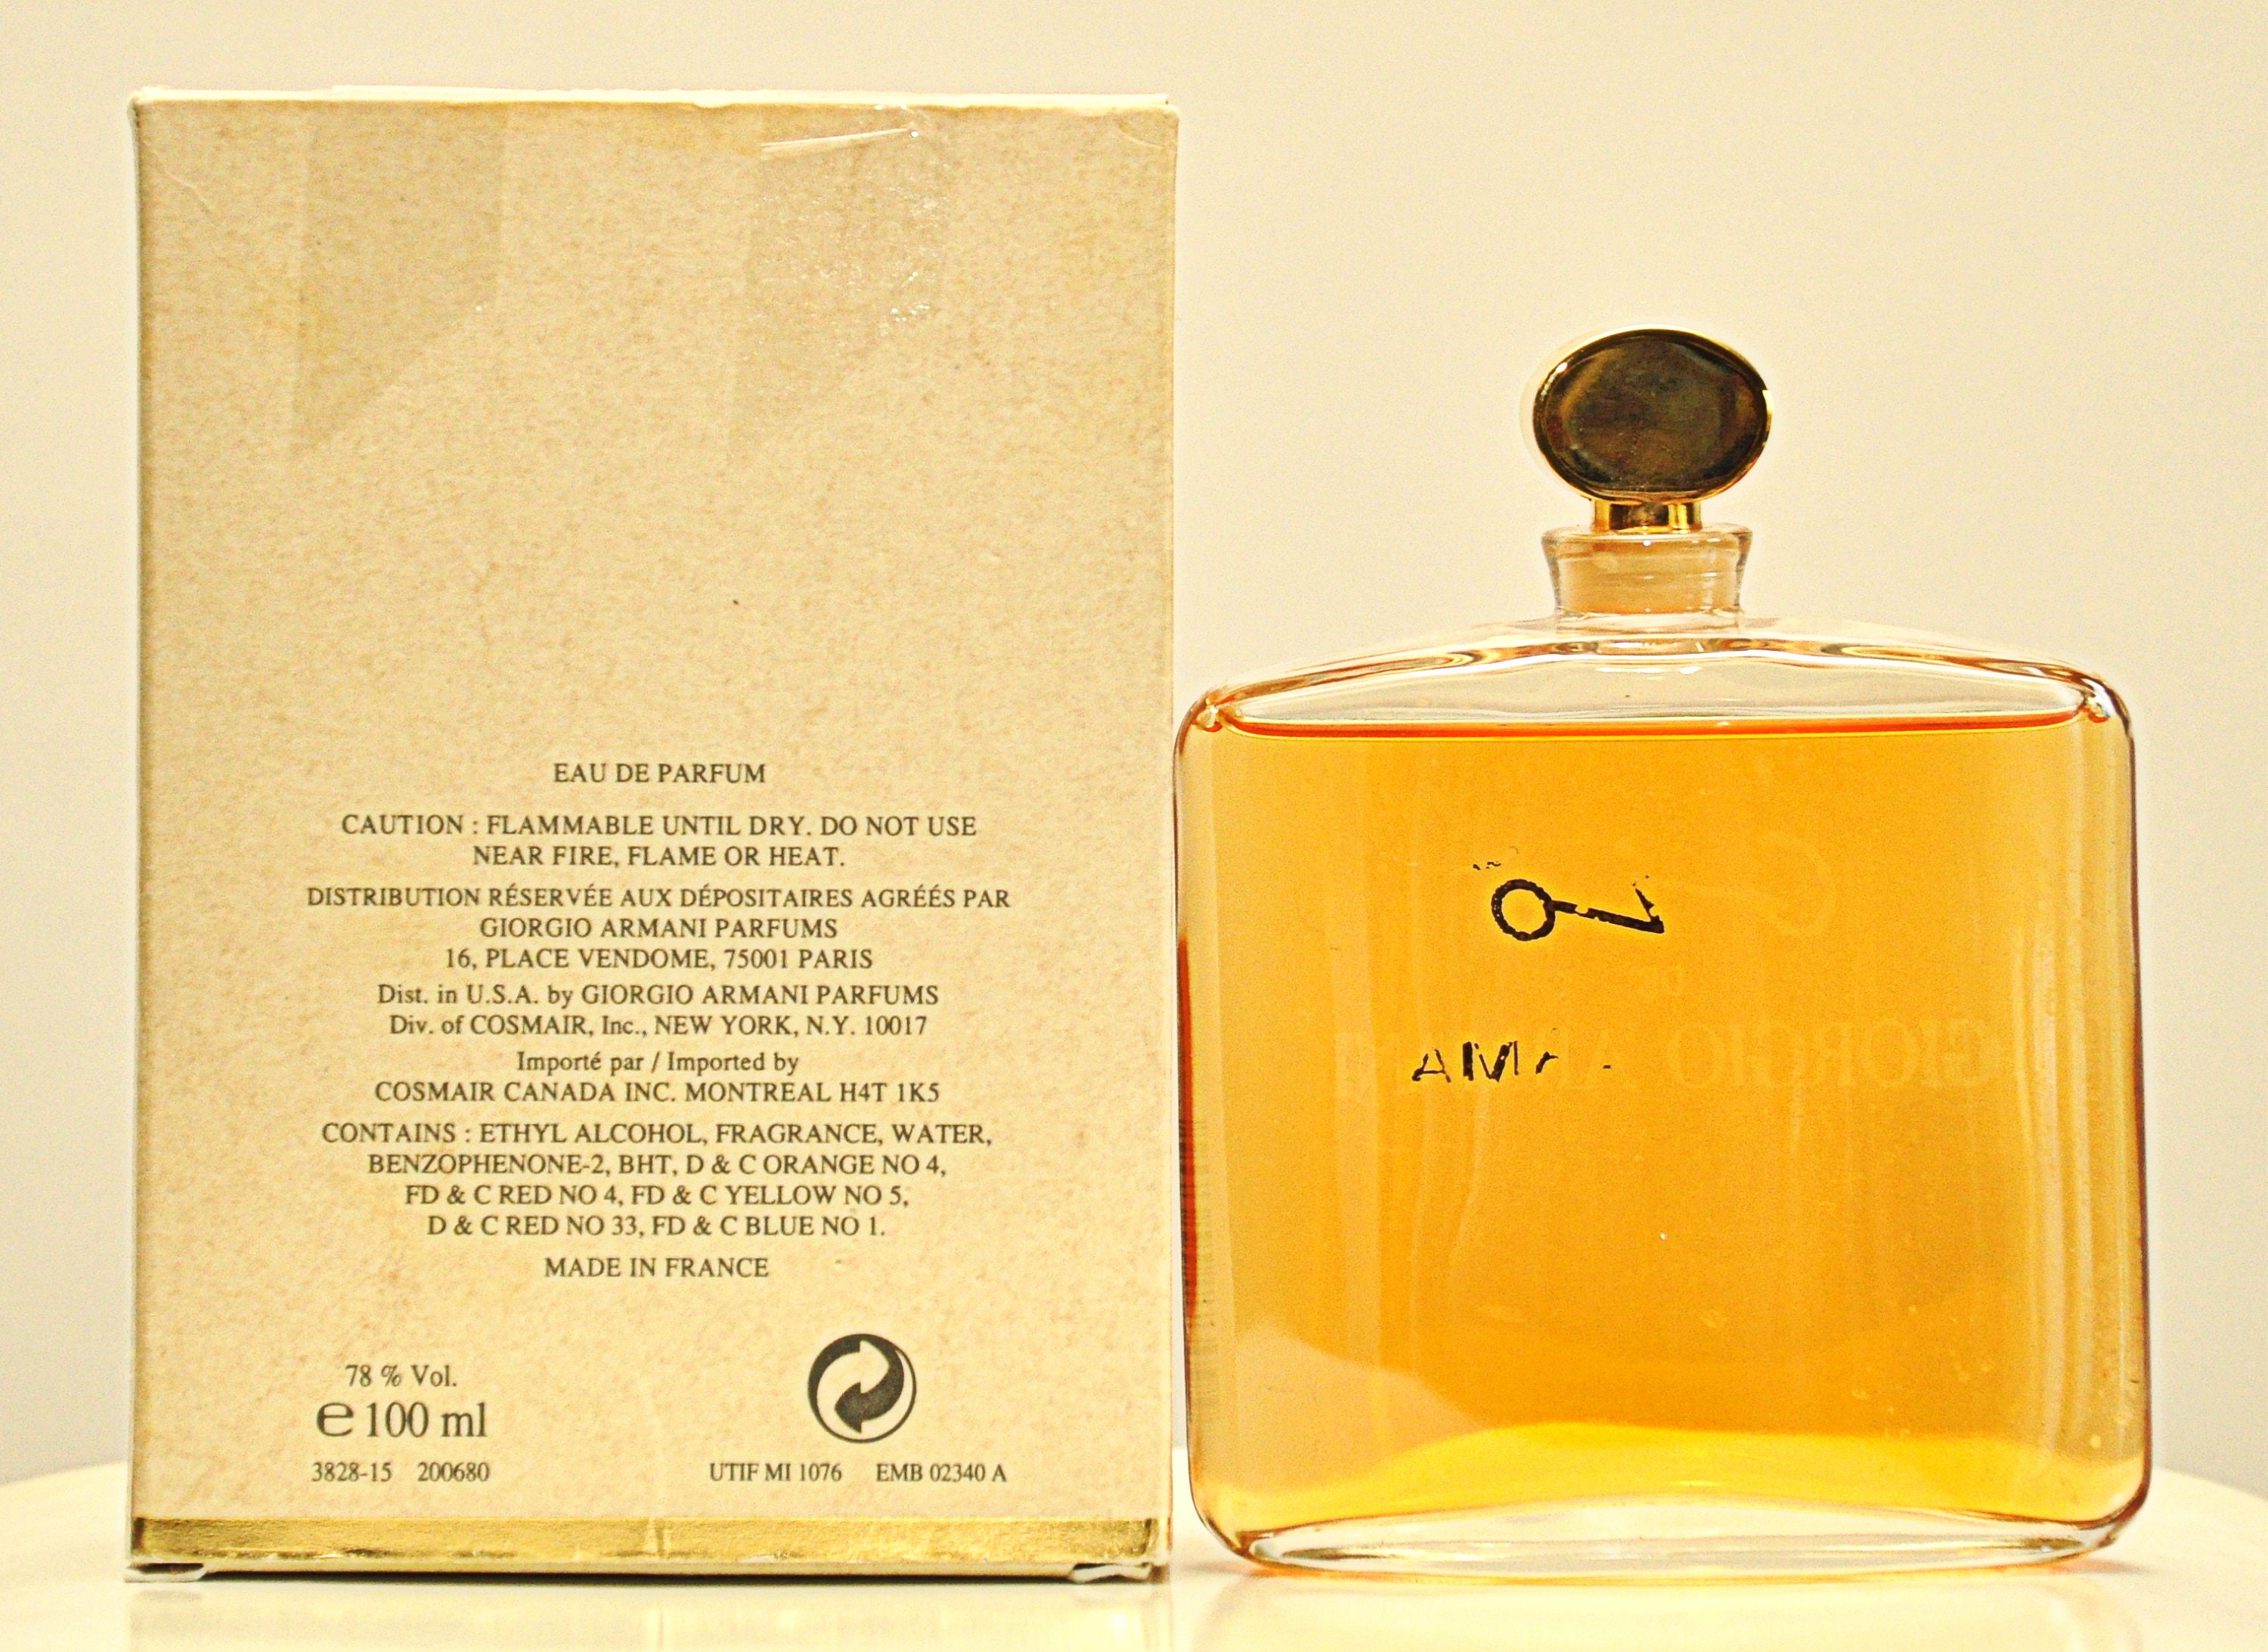 EAU DE PARFUM
CAUTION : FLAMMABLE UNTIL DRY. DO NOT USE
NEAR FIRE, FLAME OR HEAT.
DISTRIBUTION RÉSERVÉE AUX DÉPOSITAIRES AGRÉÉS PAR
GIORGIO ARMANI PARFUMS
16, PLACE VENDOME, 75001 PARIS
Dist. in U.S.A. by GIORGIO ARMANI PARFUMS
Div. of COSMAIR, Inc., NEW YORK, N.Y. 10017
Importé par / Imported by
COSMAIR CANADA INC. MONTREAL H4T 1K5
CONTAINS : ETHYL ALCOHOL, FRAGRANCE, WATER,
BENZOPHENONE-2, BHT, D & C ORANGE NO 4,
FD & C RED NO 4, FD & C YELLOW NO 5,
D & C RED NO 33, FD & C BLUE NO 1.
MADE IN FRANCE
78 % Vol.
e 100 ml
3828-15 200680
UTIF MI 1076 EMB 02340 A
GIORGIO